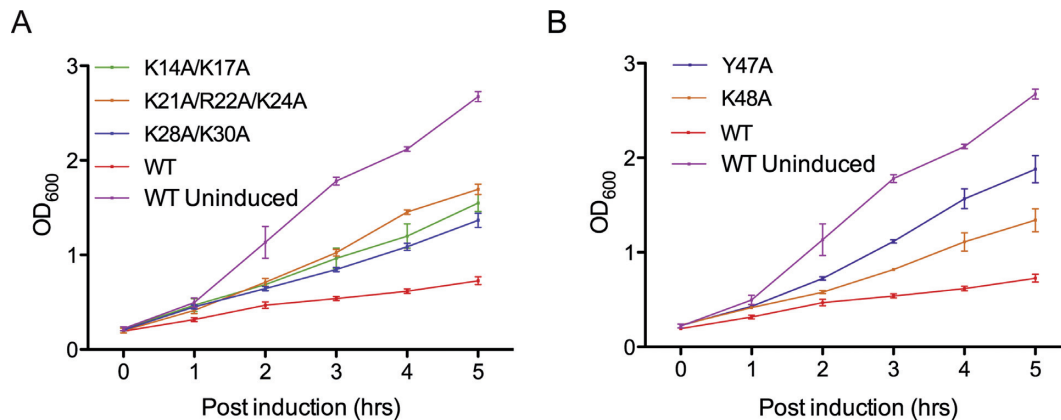 A
K14A/K17A
K21A/R22A/K24A
K28A/K30A
WT
WT Uninduced
OD600
3
2
1
0
0 1 2 3 4 5
Post induction (hrs)
B
Y47A
K48A
WT
WT Uninduced
OD600
3
2
1
0
0 1 2 3 4 5
Post induction (hrs)